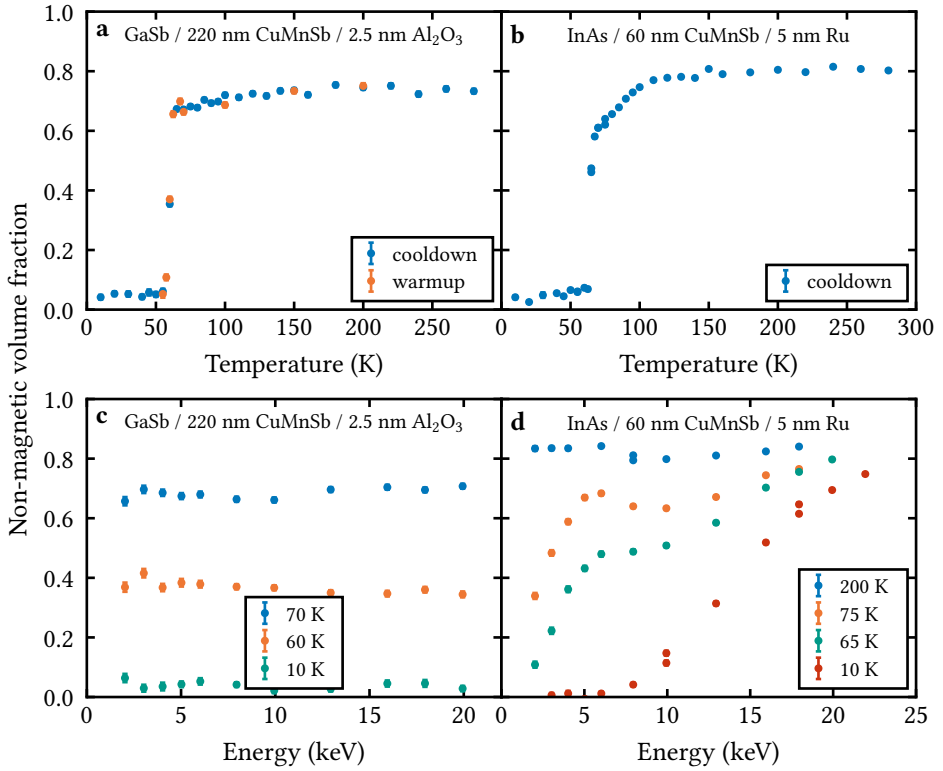 Non-magnetic volume fraction
a GaSb / 220 nm CuMnSb / 2.5 nm Al₂O₃
1.0
0.8
0.6
0.4
0.2
0.0
cooldown
warmup
0 50 100 150 200 250
Temperature (K)
b InAs / 60 nm CuMnSb / 5 nm Ru
cooldown
0 50 100 150 200 250 300
Temperature (K)
c GaSb / 220 nm CuMnSb / 2.5 nm Al₂O₃
1.0
0.8
0.6
0.4
0.2
0.0
70 K
60 K
10 K
0 5 10 15 20
Energy (keV)
d InAs / 60 nm CuMnSb / 5 nm Ru
200 K
75 K
65 K
10 K
0 5 10 15 20 25
Energy (keV)